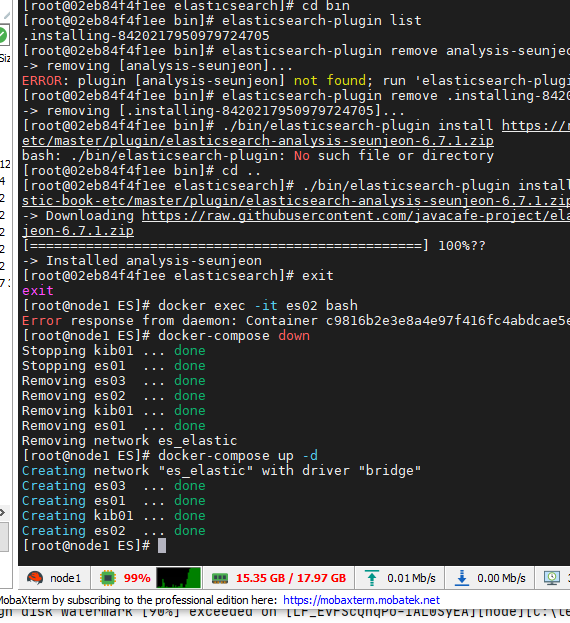 [root@02eb84f4f1ee elasticsearch]# cd bin
[root@02eb84f4f1ee bin]# elasticsearch-plugin list
.installing-8420217950979724705
[root@02eb84f4f1ee bin]# elasticsearch-plugin remove analysis-seunjeo
-> removing [analysis-seunjeon]...
ERROR: plugin [analysis-seunjeon] not found; run 'elasticsearch-plugi
[root@02eb84f4f1ee bin]# elasticsearch-plugin remove .installing-8420
-> removing [.installing-8420217950979724705]...
[root@02eb84f4f1ee bin]# ./bin/elasticsearch-plugin install https://r
etc/master/plugin/elasticsearch-analysis-seunjeon-6.7.1.zip
bash: ./bin/elasticsearch-plugin: No such file or directory
[root@02eb84f4f1ee bin]# cd ..
[root@02eb84f4f1ee elasticsearch]# ./bin/elasticsearch-plugin instal
stic-book-etc/master/plugin/elasticsearch-analysis-seunjeon-6.7.1.zip
-> Downloading https://raw.githubusercontent.com/javacafe-project/ela
jeon-6.7.1.zip
[=================================================] 100%??
-> Installed analysis-seunjeon
[root@02eb84f4f1ee elasticsearch]# exit
exit
[root@node1 ES]# docker exec -it es02 bash
Error response from daemon: Container c9816b2e3e8a4e97f416fc4abdcae5e
[root@node1 ES]# docker-compose down
Stopping kib01 ... done
Stopping es01 ... done
Removing es03 ... done
Removing es02 ... done
Removing kib01 ... done
Removing es01 ... done
Removing network es_elastic
[root@node1 ES]# docker-compose up -d
Creating network "es_elastic" with driver "bridge"
Creating es03 ... done
Creating es01 ... done
Creating kib01 ... done
Creating es02 ... done
[root@node1 ES]#
node1 99% 15.35 GB / 17.97 GB 0.01 Mb/s 0.00 Mb/s
MobaXterm by subscribing to the professional edition here: https://mobaxterm.mobatek.net